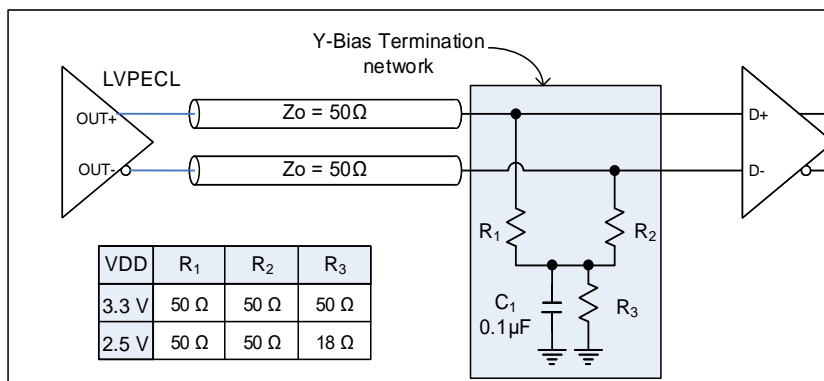 Y-Bias Termination
network
LVPECL
OUT+
OUT-
Zo = 50Ω
Zo = 50Ω
D+
D-
R1
R2
C1
0.1µF
R3
VDD R1 R2 R3
3.3 V 50 Ω 50 Ω 50 Ω
2.5 V 50 Ω 50 Ω 18 Ω